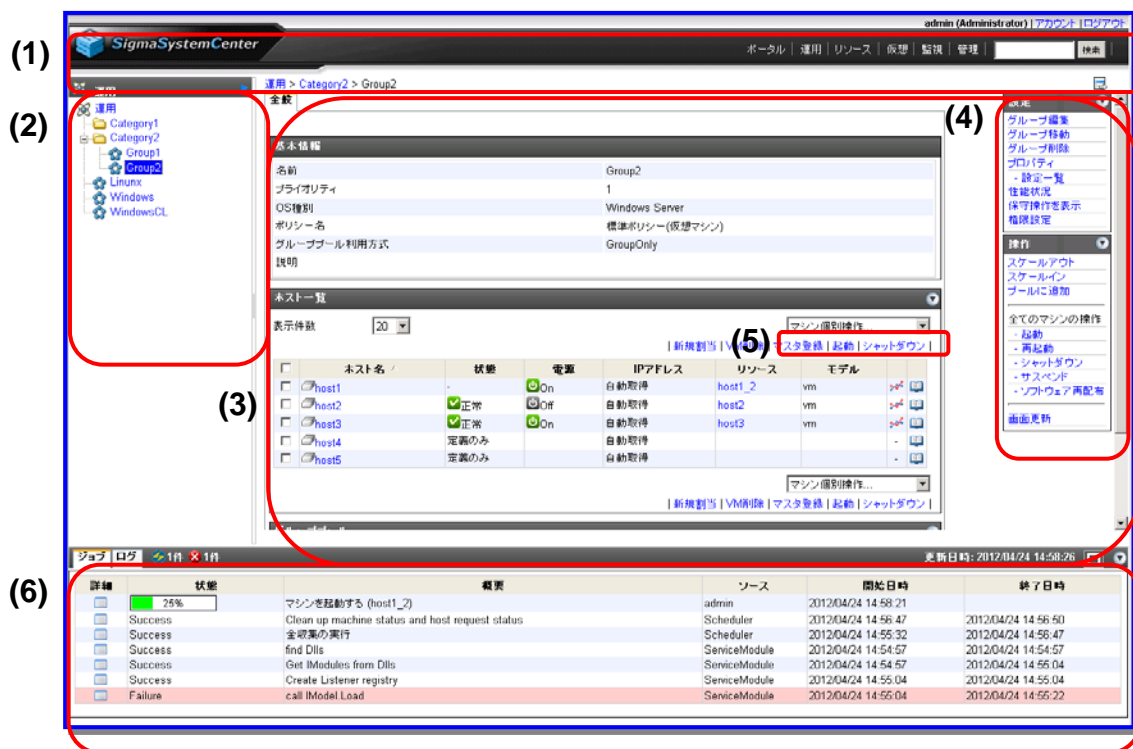 admin (Administrator) | アカウント | ログアウト
(1)
SigmaSystemCenter
ポータル | 運用 | リソース | 仮想 | 監視 | 管理 | 検索
運用
運用 > Category2 > Group2
(2)
運用
Category1
Category2
Group1
Group2
Linunx
Windows
WindowsCL
全般
基本情報
名前 Group2
プライオリティ 1
OS種別 Windows Server
ポリシー名 標準ポリシー(仮想マシン)
グループプール利用方式 GroupOnly
説明
ホスト一覧
表示件数 20 マシン個別操作...
(5)
| 新規割当 | VM削除 | マスタ登録 | 起動 | シャットダウン |
(3)
ホスト名 状態 電源 IPアドレス リソース モデル
host1 - On 自動取得 host1_2 vm
host2 正常 Off 自動取得 host2 vm
host3 正常 On 自動取得 host3 vm
host4 定義のみ 自動取得 -
host5 定義のみ 自動取得 -
マシン個別操作...
| 新規割当 | VM削除 | マスタ登録 | 起動 | シャットダウン |
(4)
設定
グループ編集
グループ移動
グループ削除
プロパティ
- 設定一覧
性能状況
保守操作を表示
権限設定
操作
スケールアウト
スケールイン
プールに追加
全てのマシンの操作
- 起動
- 再起動
- シャットダウン
- サスペンド
- ソフトウェア再配布
画面更新
ジョブ ログ 1件 1件 更新日時: 2012/04/24 14:58:26
(6)
詳細 状態 概要 ソース 開始日時 終了日時
25% マシンを起動する (host1_2) admin 2012/04/24 14:58:21
Success Clean up machine status and host request status Scheduler 2012/04/24 14:56:47 2012/04/24 14:56:50
Success 全収集の実行 Scheduler 2012/04/24 14:55:32 2012/04/24 14:56:47
Success find Dlls ServiceModule 2012/04/24 14:54:57 2012/04/24 14:54:57
Success Get IModules from Dlls ServiceModule 2012/04/24 14:54:57 2012/04/24 14:55:04
Success Create Listener registry ServiceModule 2012/04/24 14:55:04 2012/04/24 14:55:04
Failure call IModel.Load ServiceModule 2012/04/24 14:55:04 2012/04/24 14:55:22